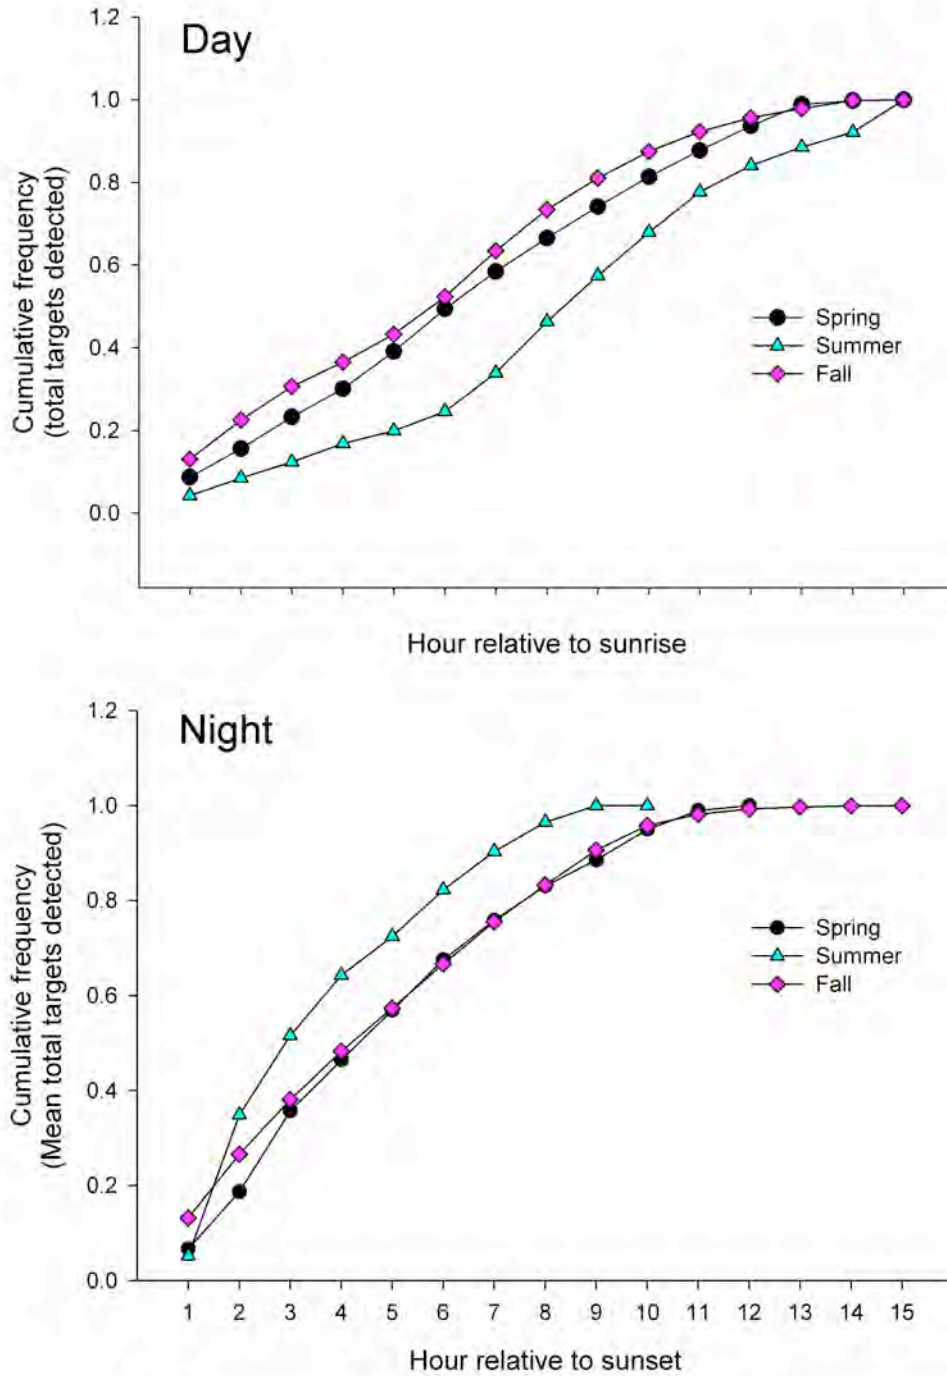 Day
1.2
1.0
0.8
0.6
0.4
0.2
0.0
Cumulative frequency
(total targets detected)
Spring
Summer
Fall
Hour relative to sunrise
Night
1.2
1.0
0.8
0.6
0.4
0.2
0.0
Cumulative frequency
(Mean total targets detected)
Spring
Summer
Fall
1 2 3 4 5 6 7 8 9 10 11 12 13 14 15
Hour relative to sunset